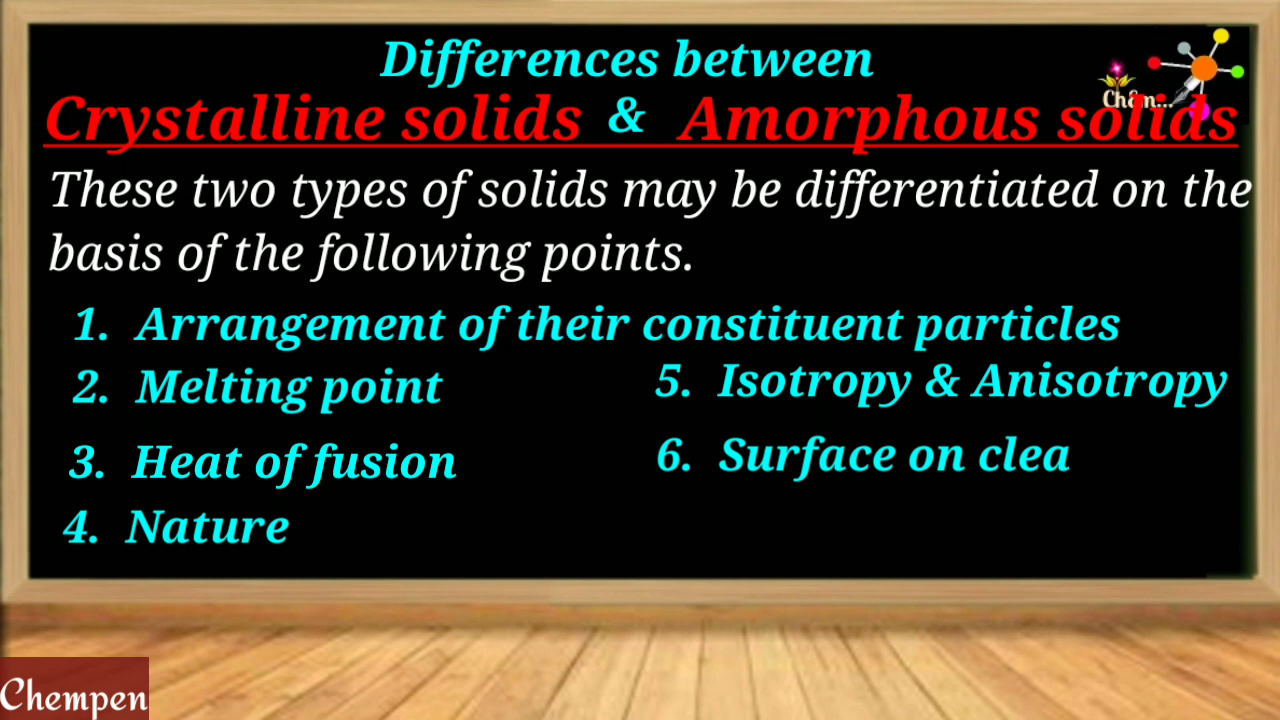 Differences between
Crystalline solids & Amorphous solids
Chem...
These two types of solids may be differentiated on the
basis of the following points.
1. Arrangement of their constituent particles
2. Melting point
3. Heat of fusion
4. Nature
5. Isotropy & Anisotropy
6. Surface on clea
Chempen